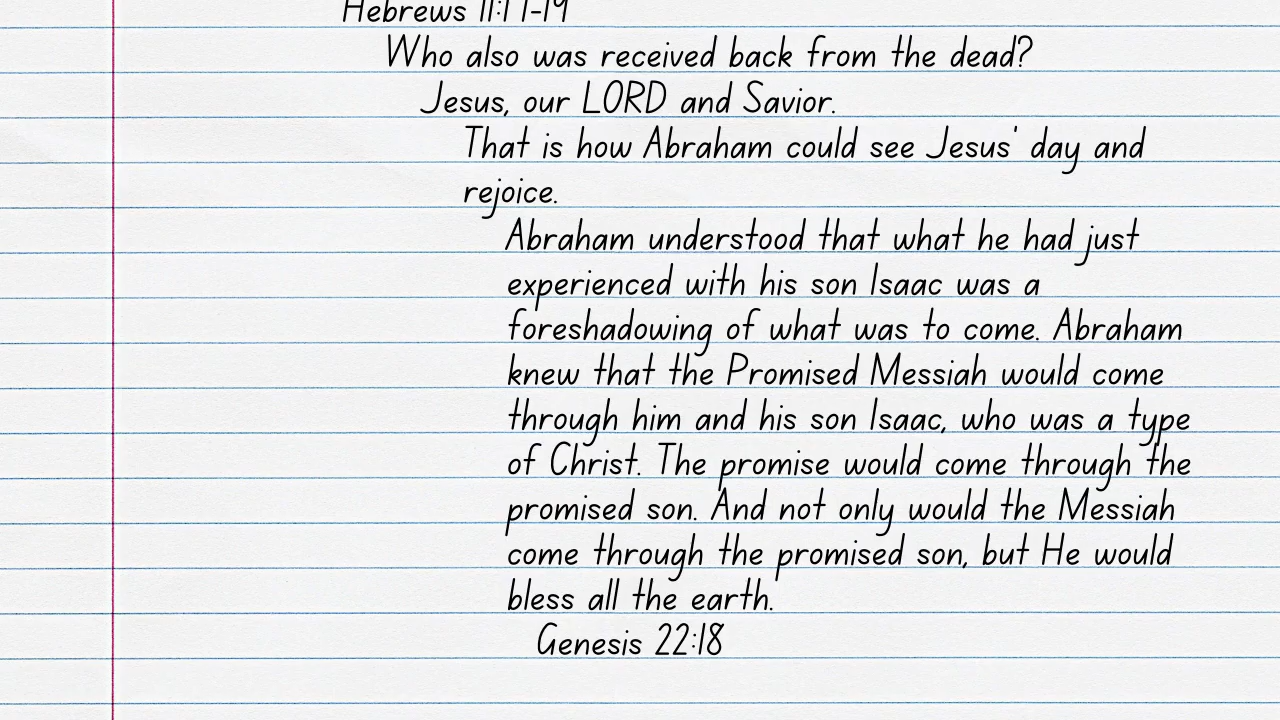 Hebrews 11:17-19
Who also was received back from the dead?
Jesus, our LORD and Savior.
That is how Abraham could see Jesus' day and
rejoice.
Abraham understood that what he had just
experienced with his son Isaac was a
foreshadowing of what was to come. Abraham
knew that the Promised Messiah would come
through him and his son Isaac, who was a type
of Christ. The promise would come through the
promised son. And not only would the Messiah
come through the promised son, but He would
bless all the earth.
Genesis 22:18